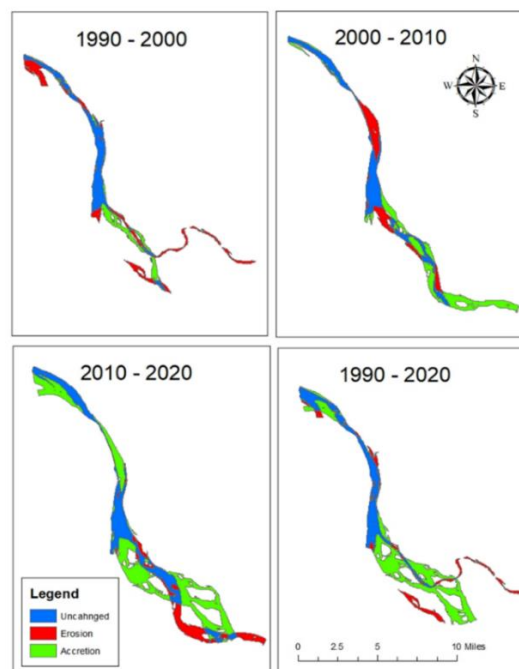 1990 - 2000
2000 - 2010
N
W E
S
2010 - 2020
1990 - 2020
Legend
Uncahnged
Erosion
Accretion
0 2.5 5 10 Miles